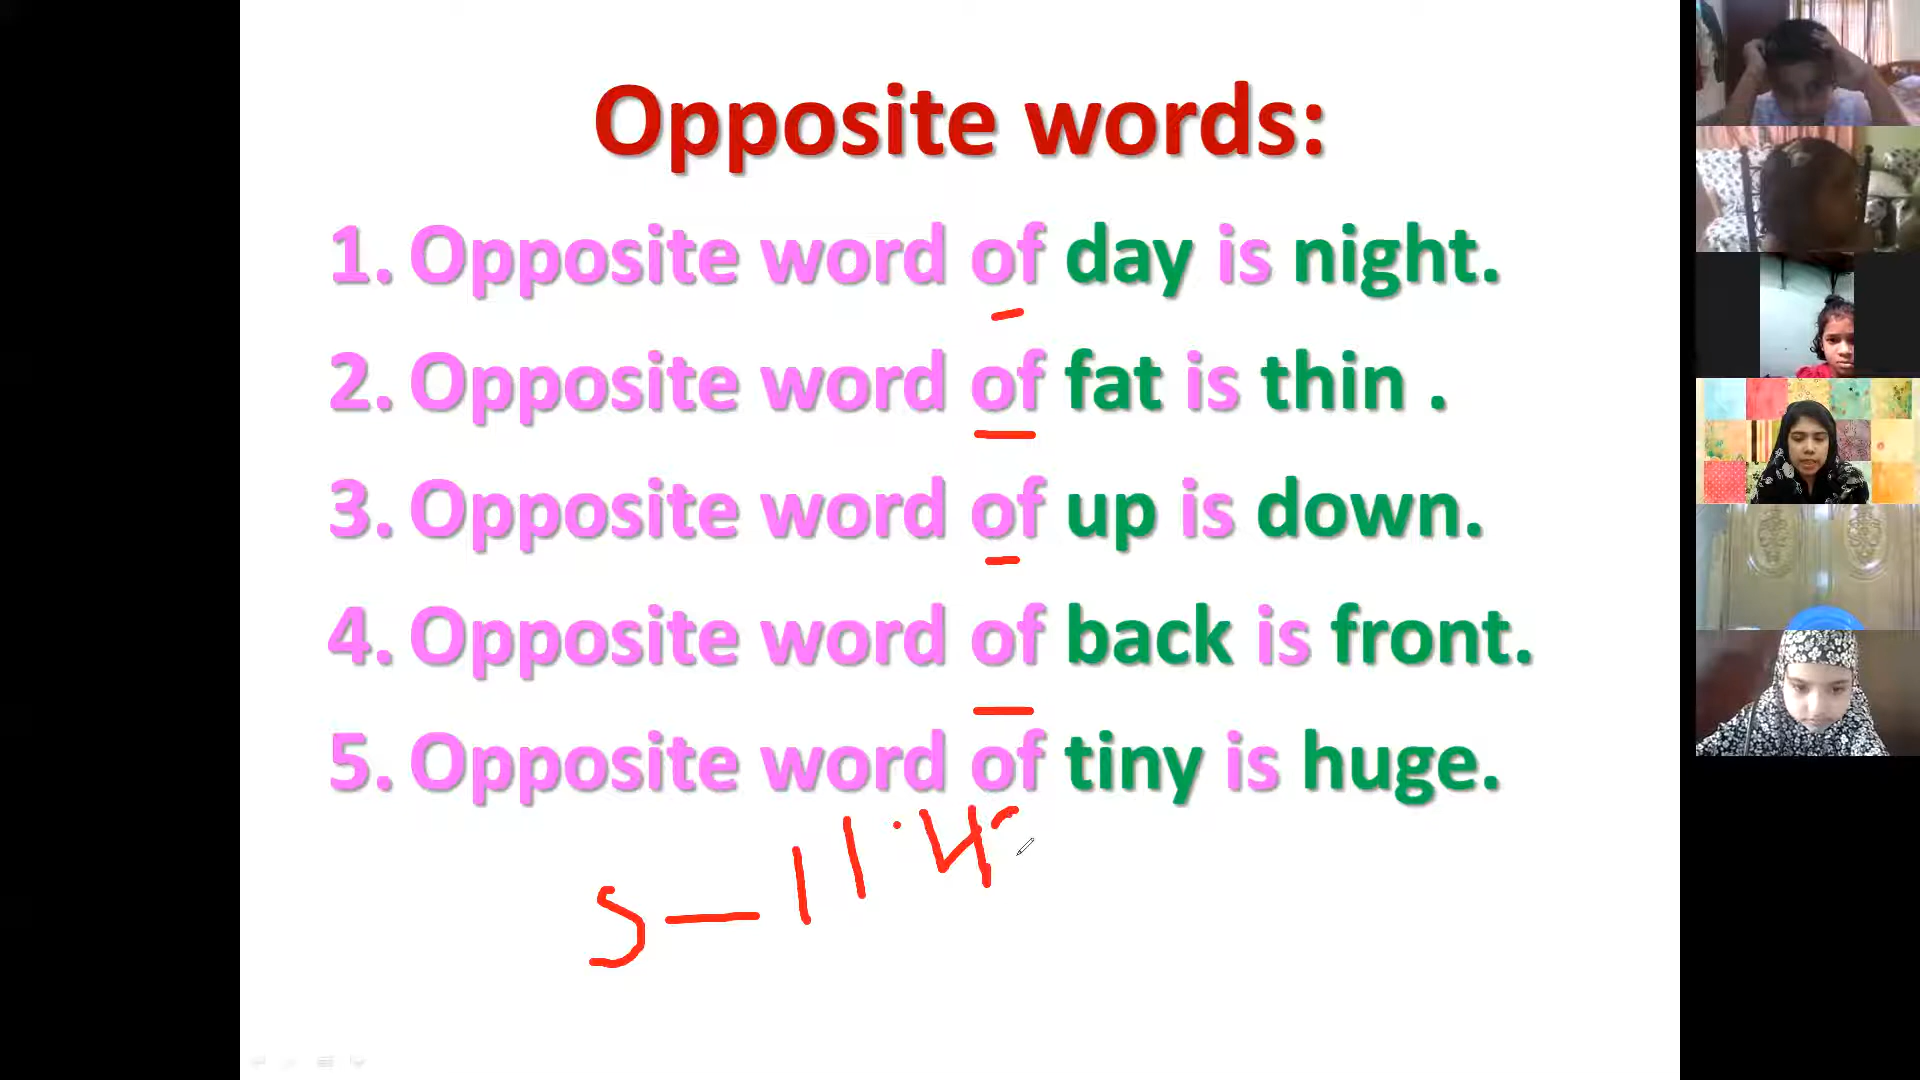 Opposite words:
1. Opposite word of day is night.
2. Opposite word of fat is thin .
3. Opposite word of up is down.
4. Opposite word of back is front.
5. Opposite word of tiny is huge.